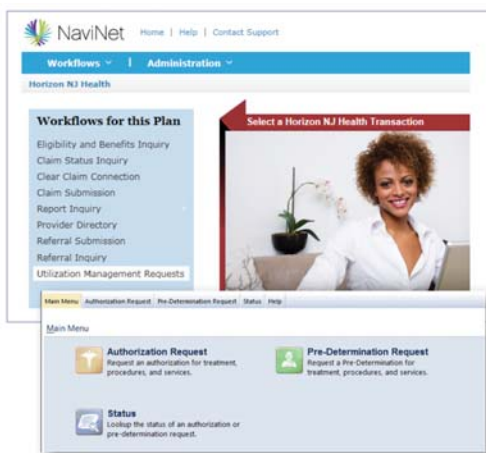 NaviNet Home | Help | Contact Support
Workflows | Administration
Horizon NJ Health
Workflows for this Plan
Eligibility and Benefits Inquiry
Claim Status Inquiry
Clear Claim Connection
Claim Submission
Report Inquiry
Provider Directory
Referral Submission
Referral Inquiry
Utilization Management Requests
Select a Horizon NJ Health Transaction
Main Menu Authorization Request Pre-Determination Request Status Help
Main Menu
Authorization Request
Request an authorization for treatment,
procedures, and services.
Pre-Determination Request
Request a Pre-Determination for
treatment, procedures, and services.
Status
Lookup the status of an authorization or
pre-determination request.